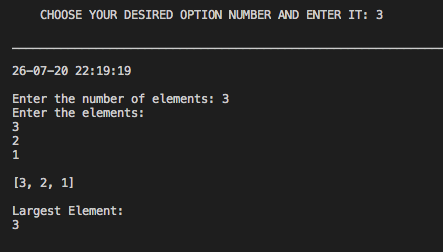 CHOOSE YOUR DESIRED OPTION NUMBER AND ENTER IT: 3
26-07-20 22:19:19
Enter the number of elements: 3
Enter the elements:
3
2
1
[3, 2, 1]
Largest Element:
3